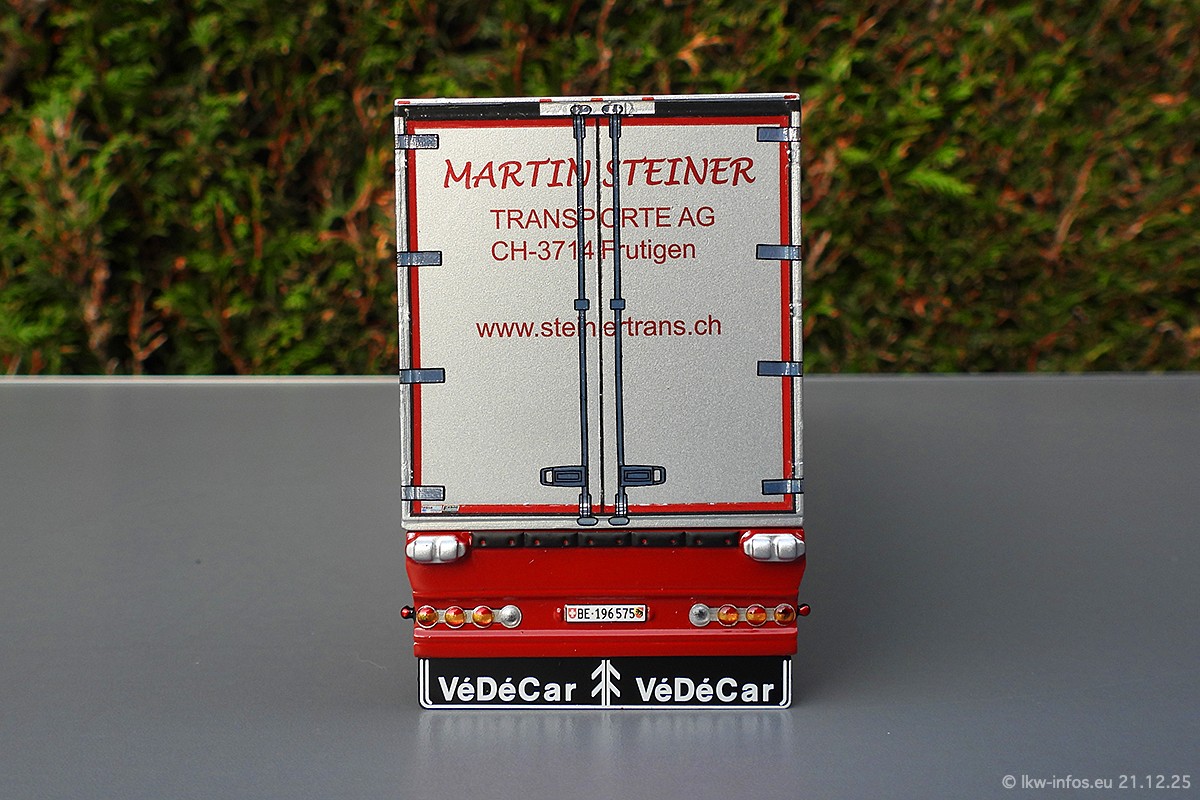 MARTIN STEINER
TRANSPORTE AG
CH-3714 Frutigen
www.steinertrans.ch
BE·196575
VéDéCar VéDéCar
© lkw-infos.eu 21.12.25